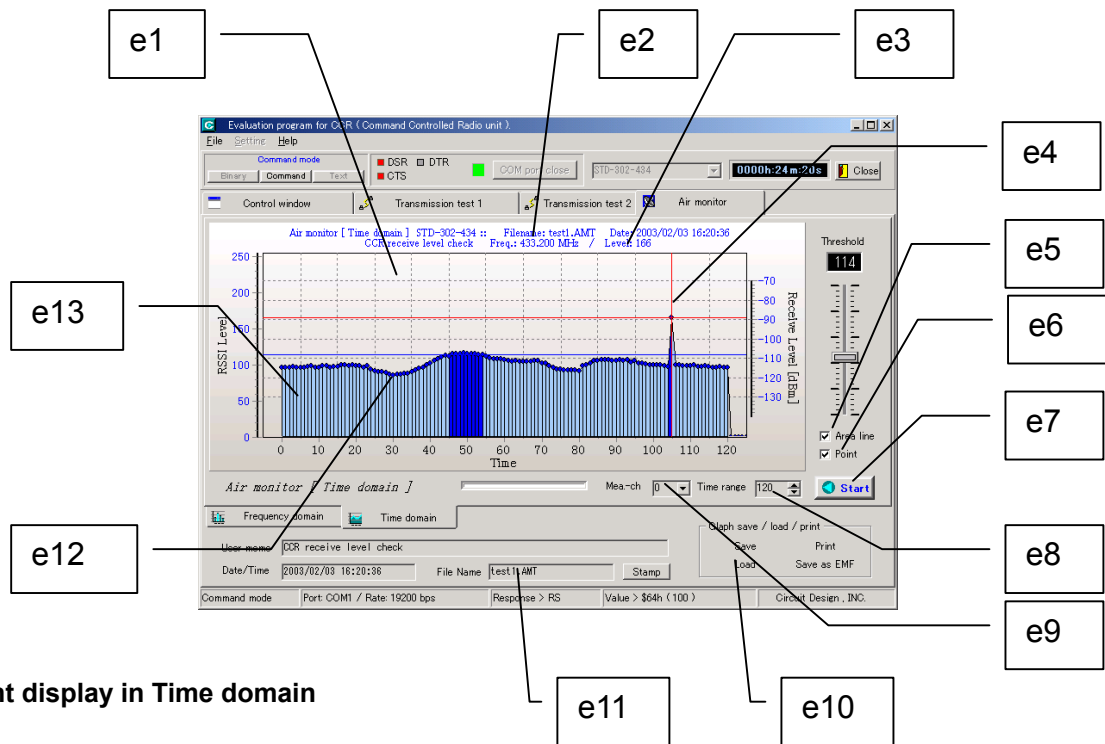 e1
e2
e3
Evaluation program for CCR ( Command Controlled Radio unit ).
File Setting Help
Command mode
Binary Command Text
DSR DTR
CTS
COM port close
STD-302-434
0000h:24m:20s
Close
e4
Control window
Transmission test 1
Transmission test 2
Air monitor
Air monitor [ Time domain ] STD-302-434 :: Filename: test1.AMT Date: 2003/02/03 16:20:36
CCR receive level check Freq.: 433.200 MHz / Level: 166
Threshold
114
e5
e13
e6
250
200
150
100
50
0
RSSI Level
-70
-80
-90
-100
-110
-120
-130
Receive Level [dBm]
0 10 20 30 40 50 60 70 80 90 100 110 120
Time
Area line
Point
e7
Air monitor [ Time domain ]
Mea.-ch 0
Time range 120
Start
Frequency domain
Time domain
Glaph save / load / print
Save Print
Load Save as EMF
User memo CCR receive level check
Date/Time 2003/02/03 16:20:36
File Name test1.AMT
Stamp
e12
e8
Command mode
Port: COM1 / Rate: 19200 bps
Response > RS
Value > $64h ( 100 )
Circuit Design , INC.
e9
nt display in Time domain
e11
e10